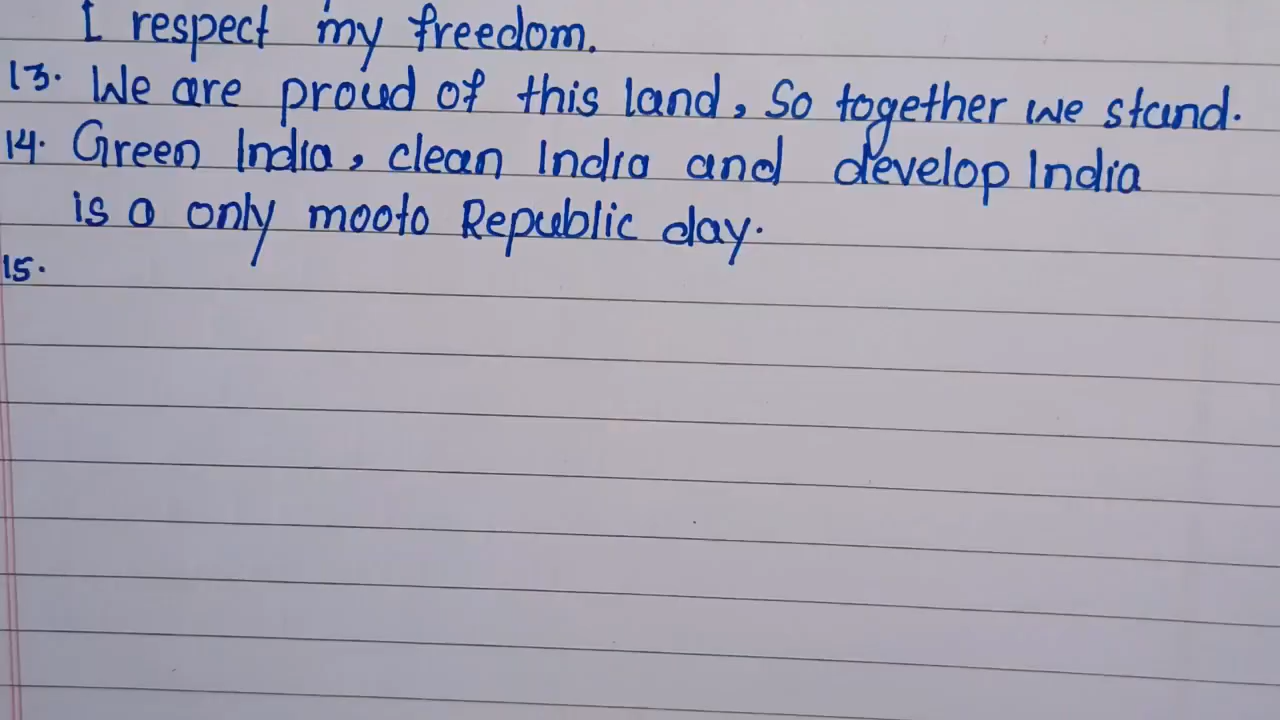 I respect my freedom.
13. We are proud of this land, So together we stand.
14. Green India, clean India and develop India
is a only mooto Republic day.
15.